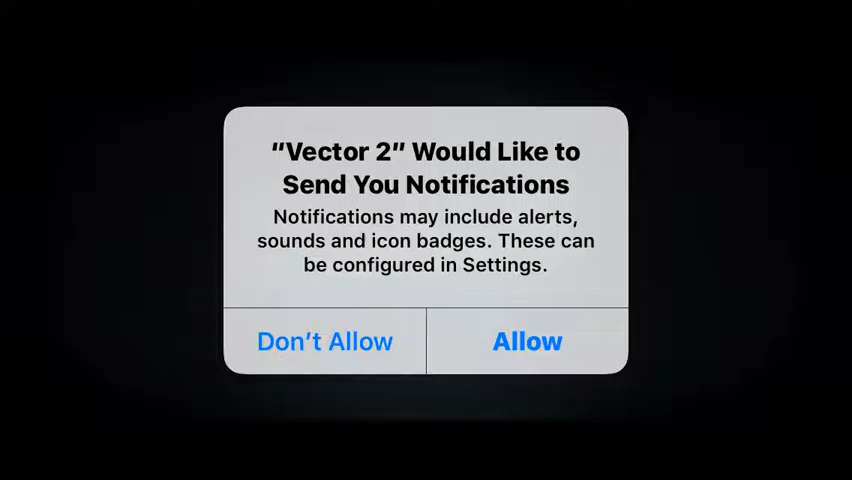 "Vector 2" Would Like to
Send You Notifications
Notifications may include alerts,
sounds and icon badges. These can
be configured in Settings.
Don’t Allow
Allow